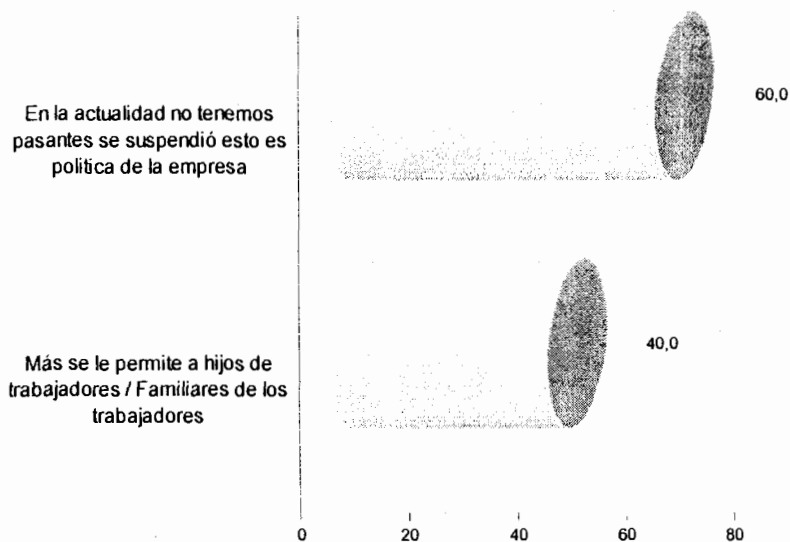 En la actualidad no tenemos
pasantes se suspendió esto es
política de la empresa
60,0
Más se le permite a hijos de
trabajadores / Familiares de los
trabajadores
40,0
0 20 40 60 80